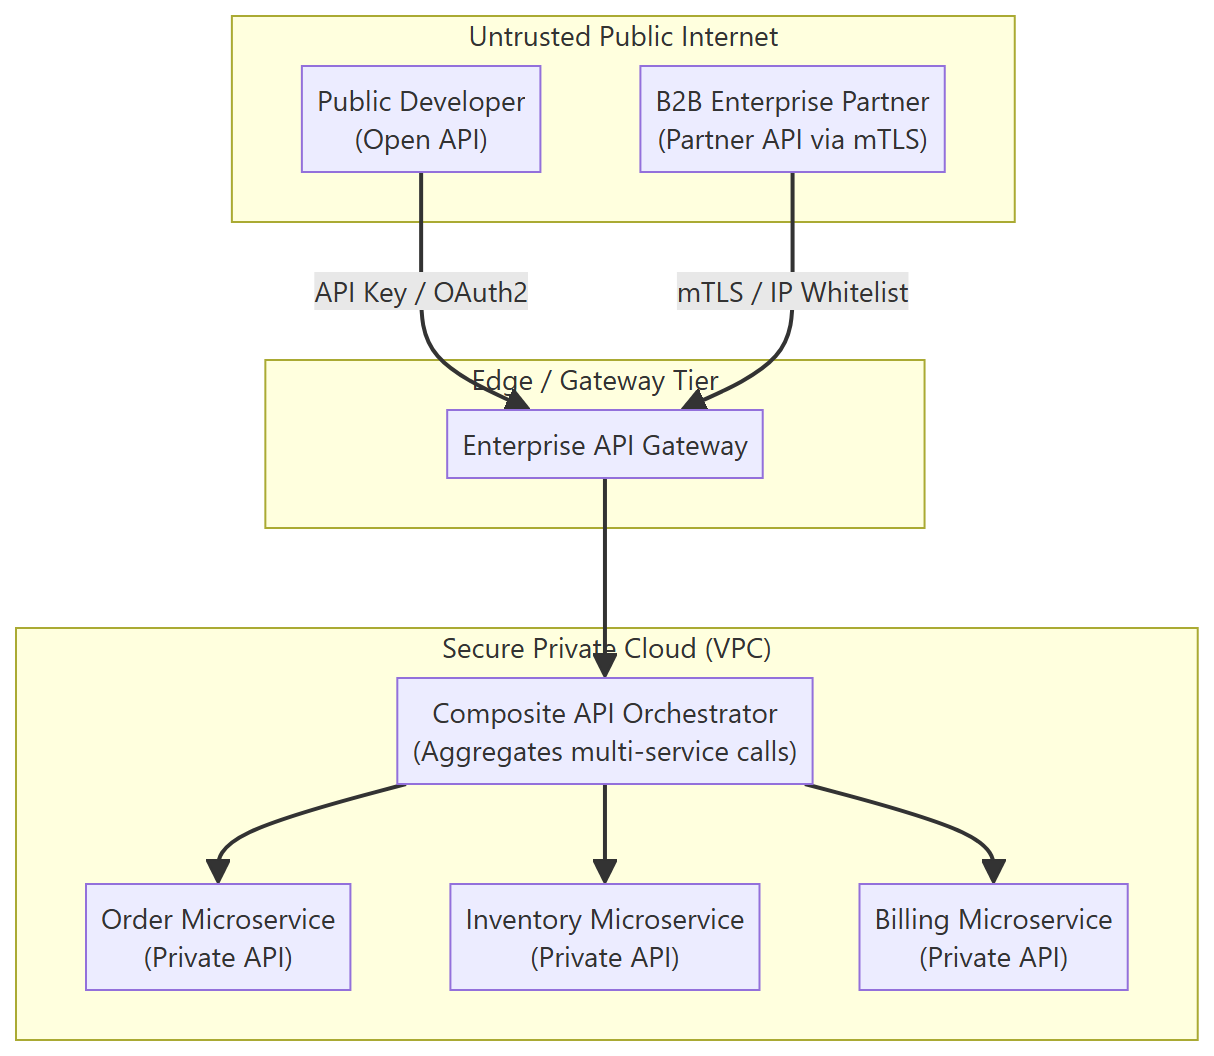 Untrusted Public Internet
Public Developer
(Open API)
B2B Enterprise Partner
(Partner API via mTLS)
API Key / OAuth2
mTLS / IP Whitelist
Edge / Gateway Tier
Enterprise API Gateway
Secure Private Cloud (VPC)
Composite API Orchestrator
(Aggregates multi-service calls)
Order Microservice
(Private API)
Inventory Microservice
(Private API)
Billing Microservice
(Private API)